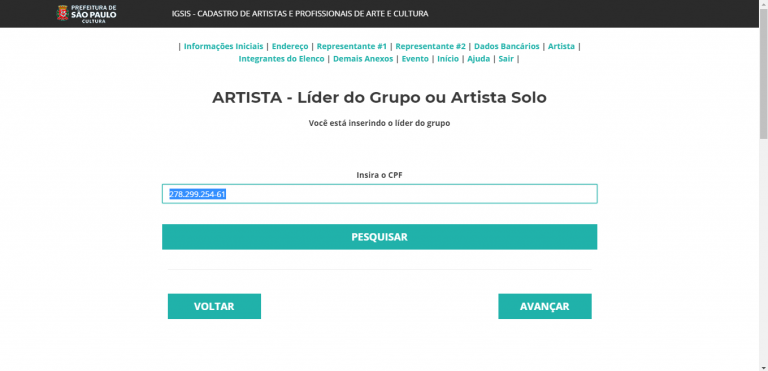 PREFEITURA DE
SÃO PAULO
CULTURA
IGSIS - CADASTRO DE ARTISTAS E PROFISSIONAIS DE ARTE E CULTURA
| Informações Iniciais | Endereço | Representante #1 | Representante #2 | Dados Bancários | Artista |
Integrantes do Elenco | Demais Anexos | Evento | Início | Ajuda | Sair |
ARTISTA - Líder do Grupo ou Artista Solo
Você está inserindo o líder do grupo
Insira o CPF
278.299.254-61
PESQUISAR
VOLTAR
AVANÇAR